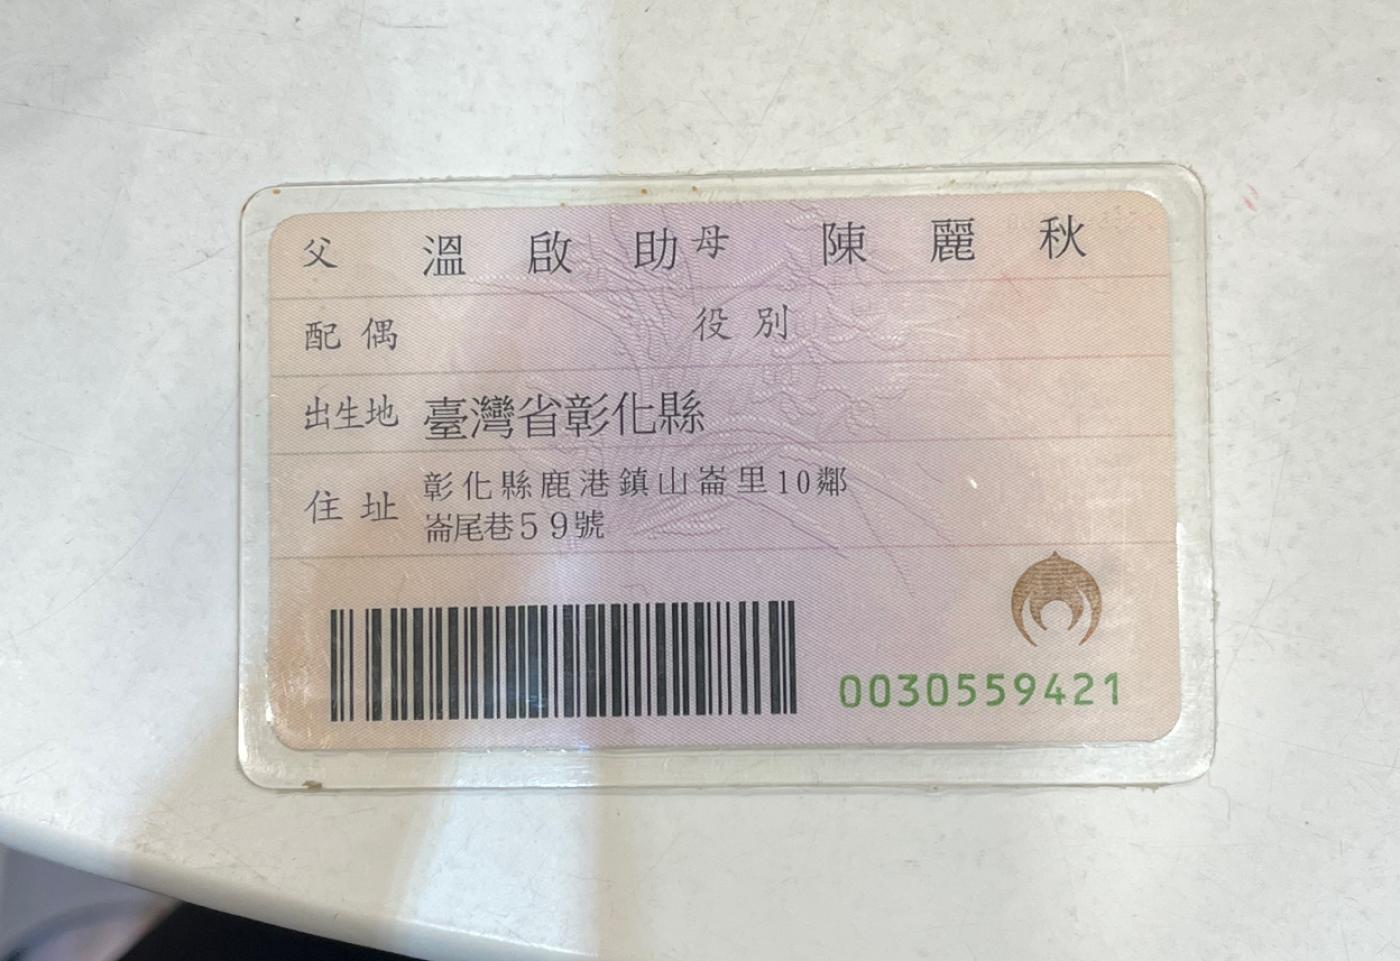 父 溫啟助 母 陳麗秋
配偶 役別
出生地 臺灣省彰化縣
住址 彰化縣鹿港鎮山崙里10鄰
崙尾巷59號
0030559421